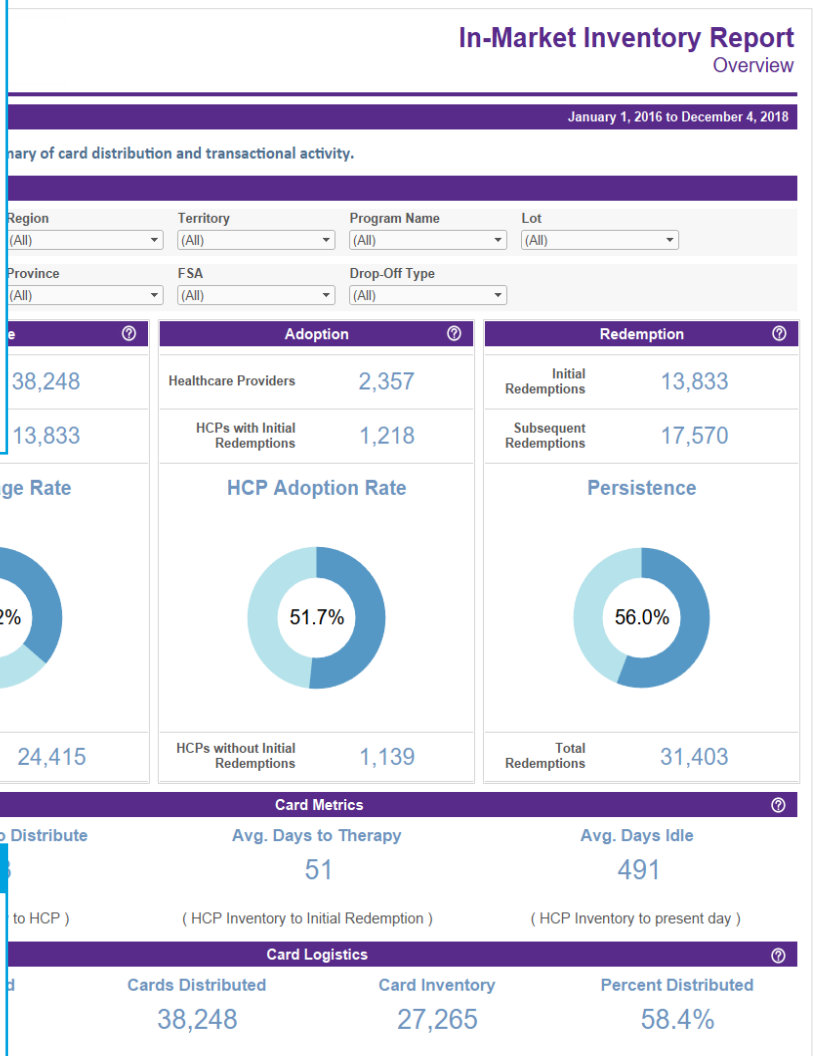 In-Market Inventory Report
Overview
January 1, 2016 to December 4, 2018
of card distribution and transactional activity.
Region Territory Program Name Lot
(All) (All) (All) (All)
Province FSA Drop-Off Type
(All) (All) (All)
Adoption Redemption
38,248 Healthcare Providers 2,357 Initial Redemptions 13,833
13,833 HCPs with Initial Redemptions 1,218 Subsequent Redemptions 17,570
Rate HCP Adoption Rate Persistence
51.7% 56.0%
24,415 HCPs without Initial Redemptions 1,139 Total Redemptions 31,403
Card Metrics
Distribute Avg. Days to Therapy Avg. Days Idle
51 491
to HCP ) ( HCP Inventory to Initial Redemption ) ( HCP Inventory to present day )
Card Logistics
Cards Distributed Card Inventory Percent Distributed
38,248 27,265 58.4%